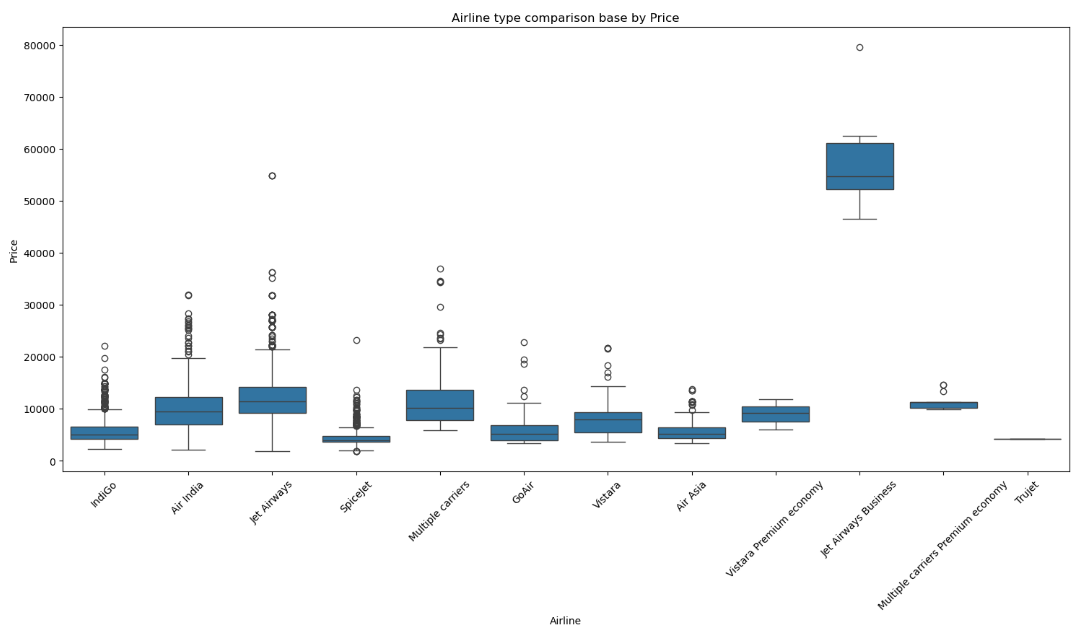 Airline type comparison base by Price
Price
80000
70000
60000
50000
40000
30000
20000
10000
0
IndiGo
Air India
Jet Airways
SpiceJet
Multiple carriers
GoAir
Vistara
Air Asia
Vistara Premium economy
Jet Airways Business
Multiple carriers Premium economy
Trujet
Airline